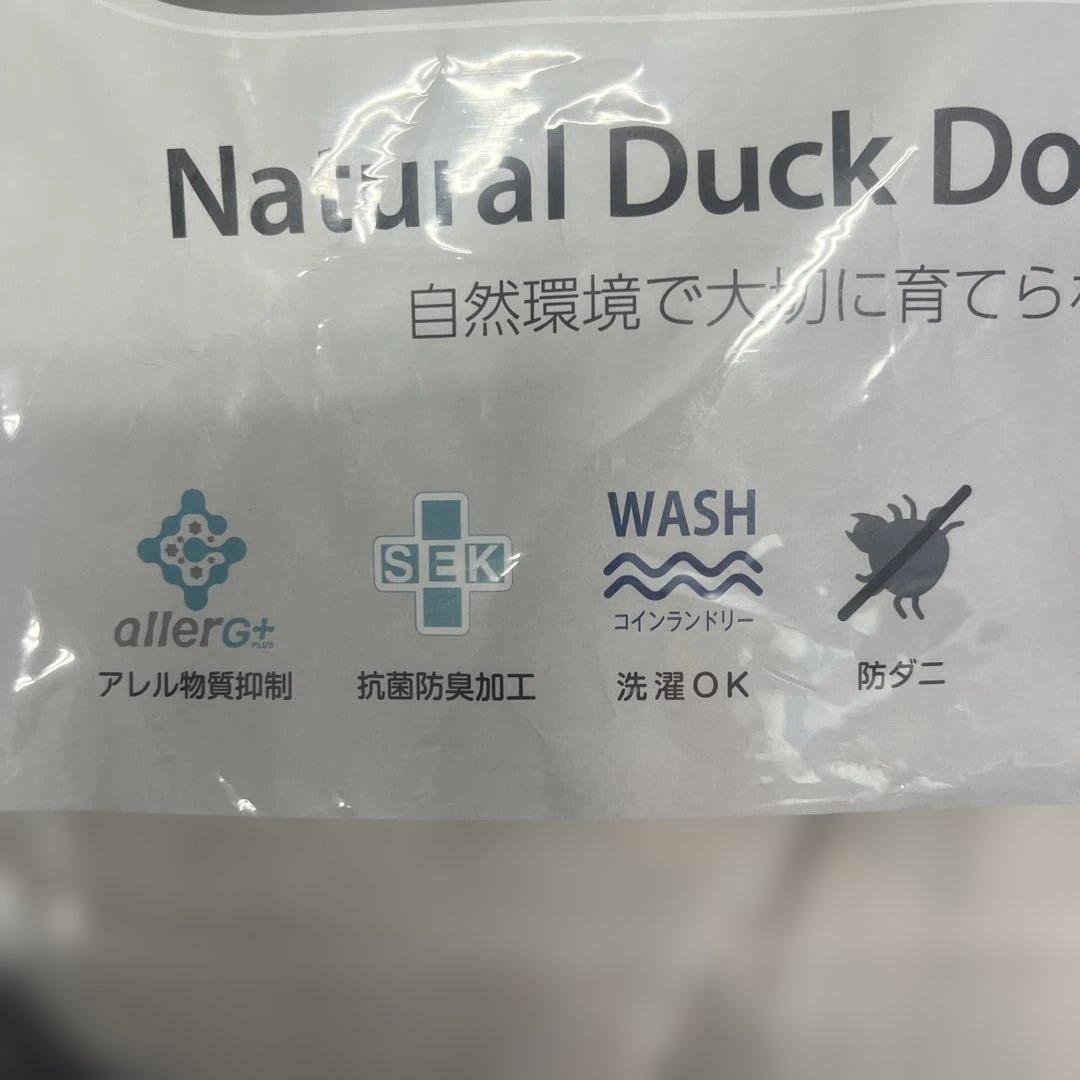 Natural Duck Do
自然環境で大切に育てられ
allerG+
PLUS
アレル物質抑制
SEK
抗菌防臭加工
WASH
コインランドリー
洗濯OK
防ダニ